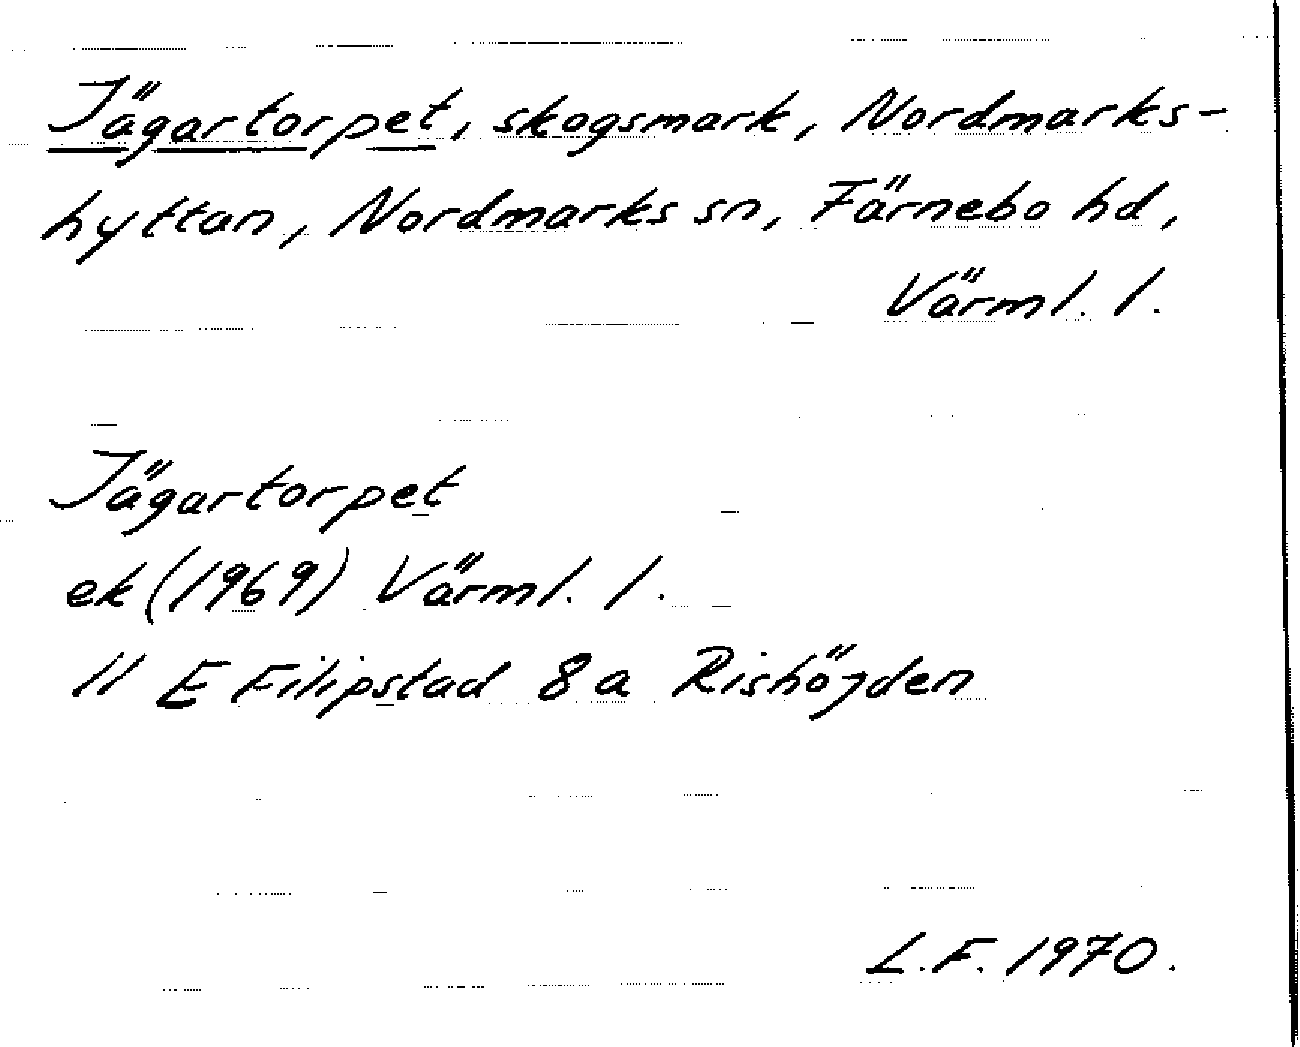 Jägartorpet, skogsmark, Nordmarks-
hyttan, Nordmarks sn, Färnebo hd,
Värml. l.
Jägartorpet
ek (1969) Värml. l.
11 E Filipstad 8 a Rishöjden
L.F. 1970.